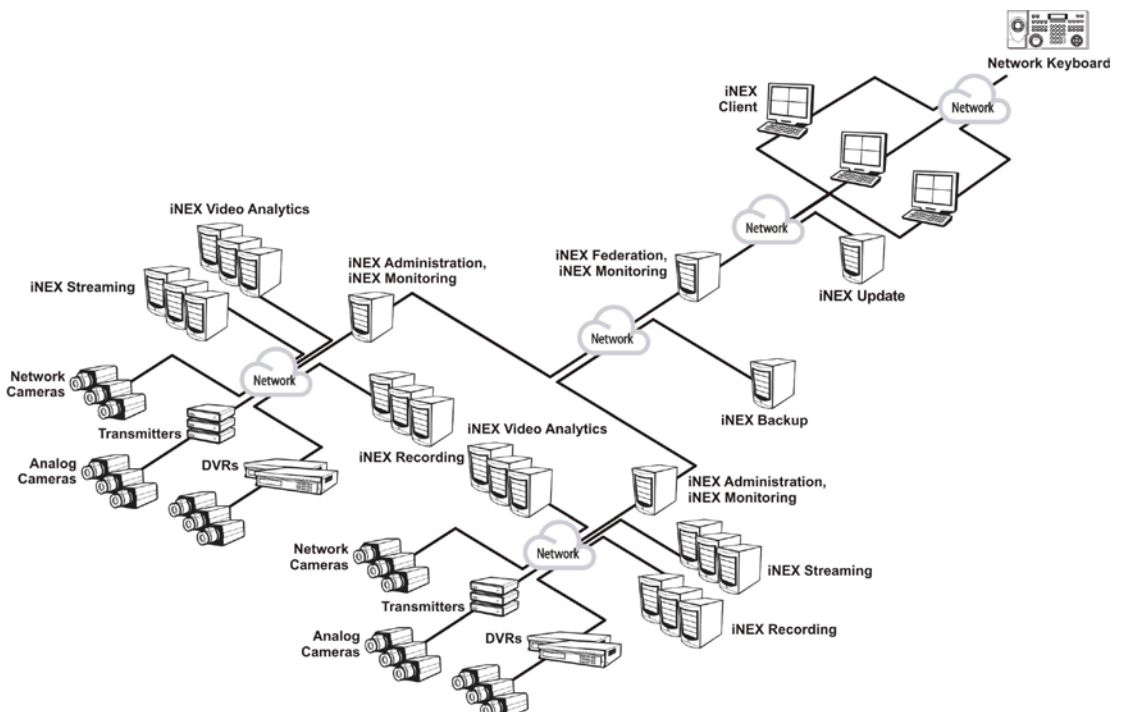 Network Keyboard
iNEX
Client
Network
iNEX Video Analytics
Network
iNEX Administration,
iNEX Monitoring
iNEX Federation,
iNEX Monitoring
iNEX Streaming
iNEX Update
Network
Network
Network
Cameras
iNEX Backup
Transmitters
iNEX Video Analytics
iNEX Recording
Analog
Cameras
DVRs
iNEX Administration,
iNEX Monitoring
Network
Network
Cameras
iNEX Streaming
Transmitters
iNEX Recording
Analog
Cameras
DVRs